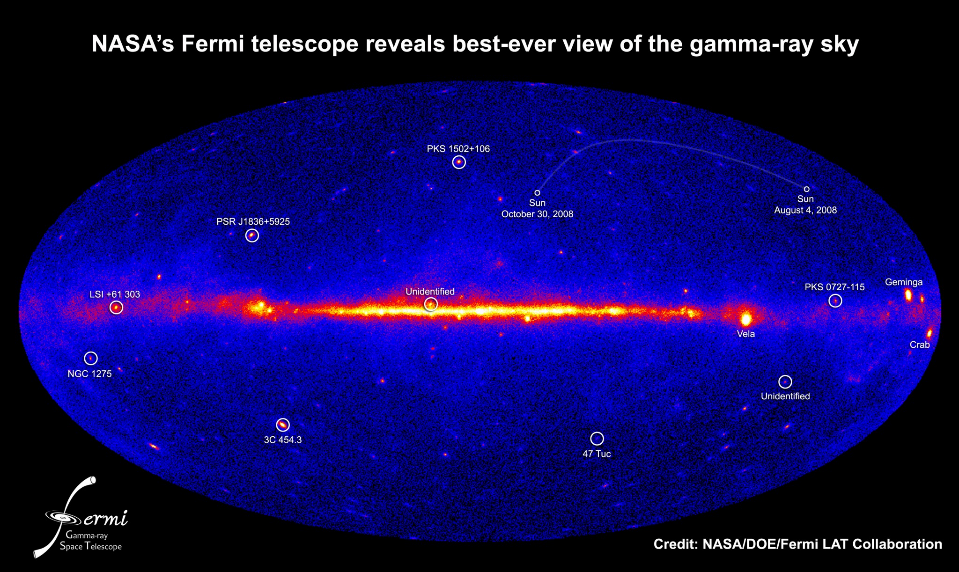 NASA’s Fermi telescope reveals best-ever view of the gamma-ray sky
PKS 1502+106
Sun
October 30, 2008
Sun
August 4, 2008
PSR J1836+5925
LSI +61 303
Unidentified
PKS 0727-115
Geminga
Vela
Crab
NGC 1275
Unidentified
3C 454.3
47 Tuc
Fermi
Gamma-ray
Space Telescope
Credit: NASA/DOE/Fermi LAT Collaboration